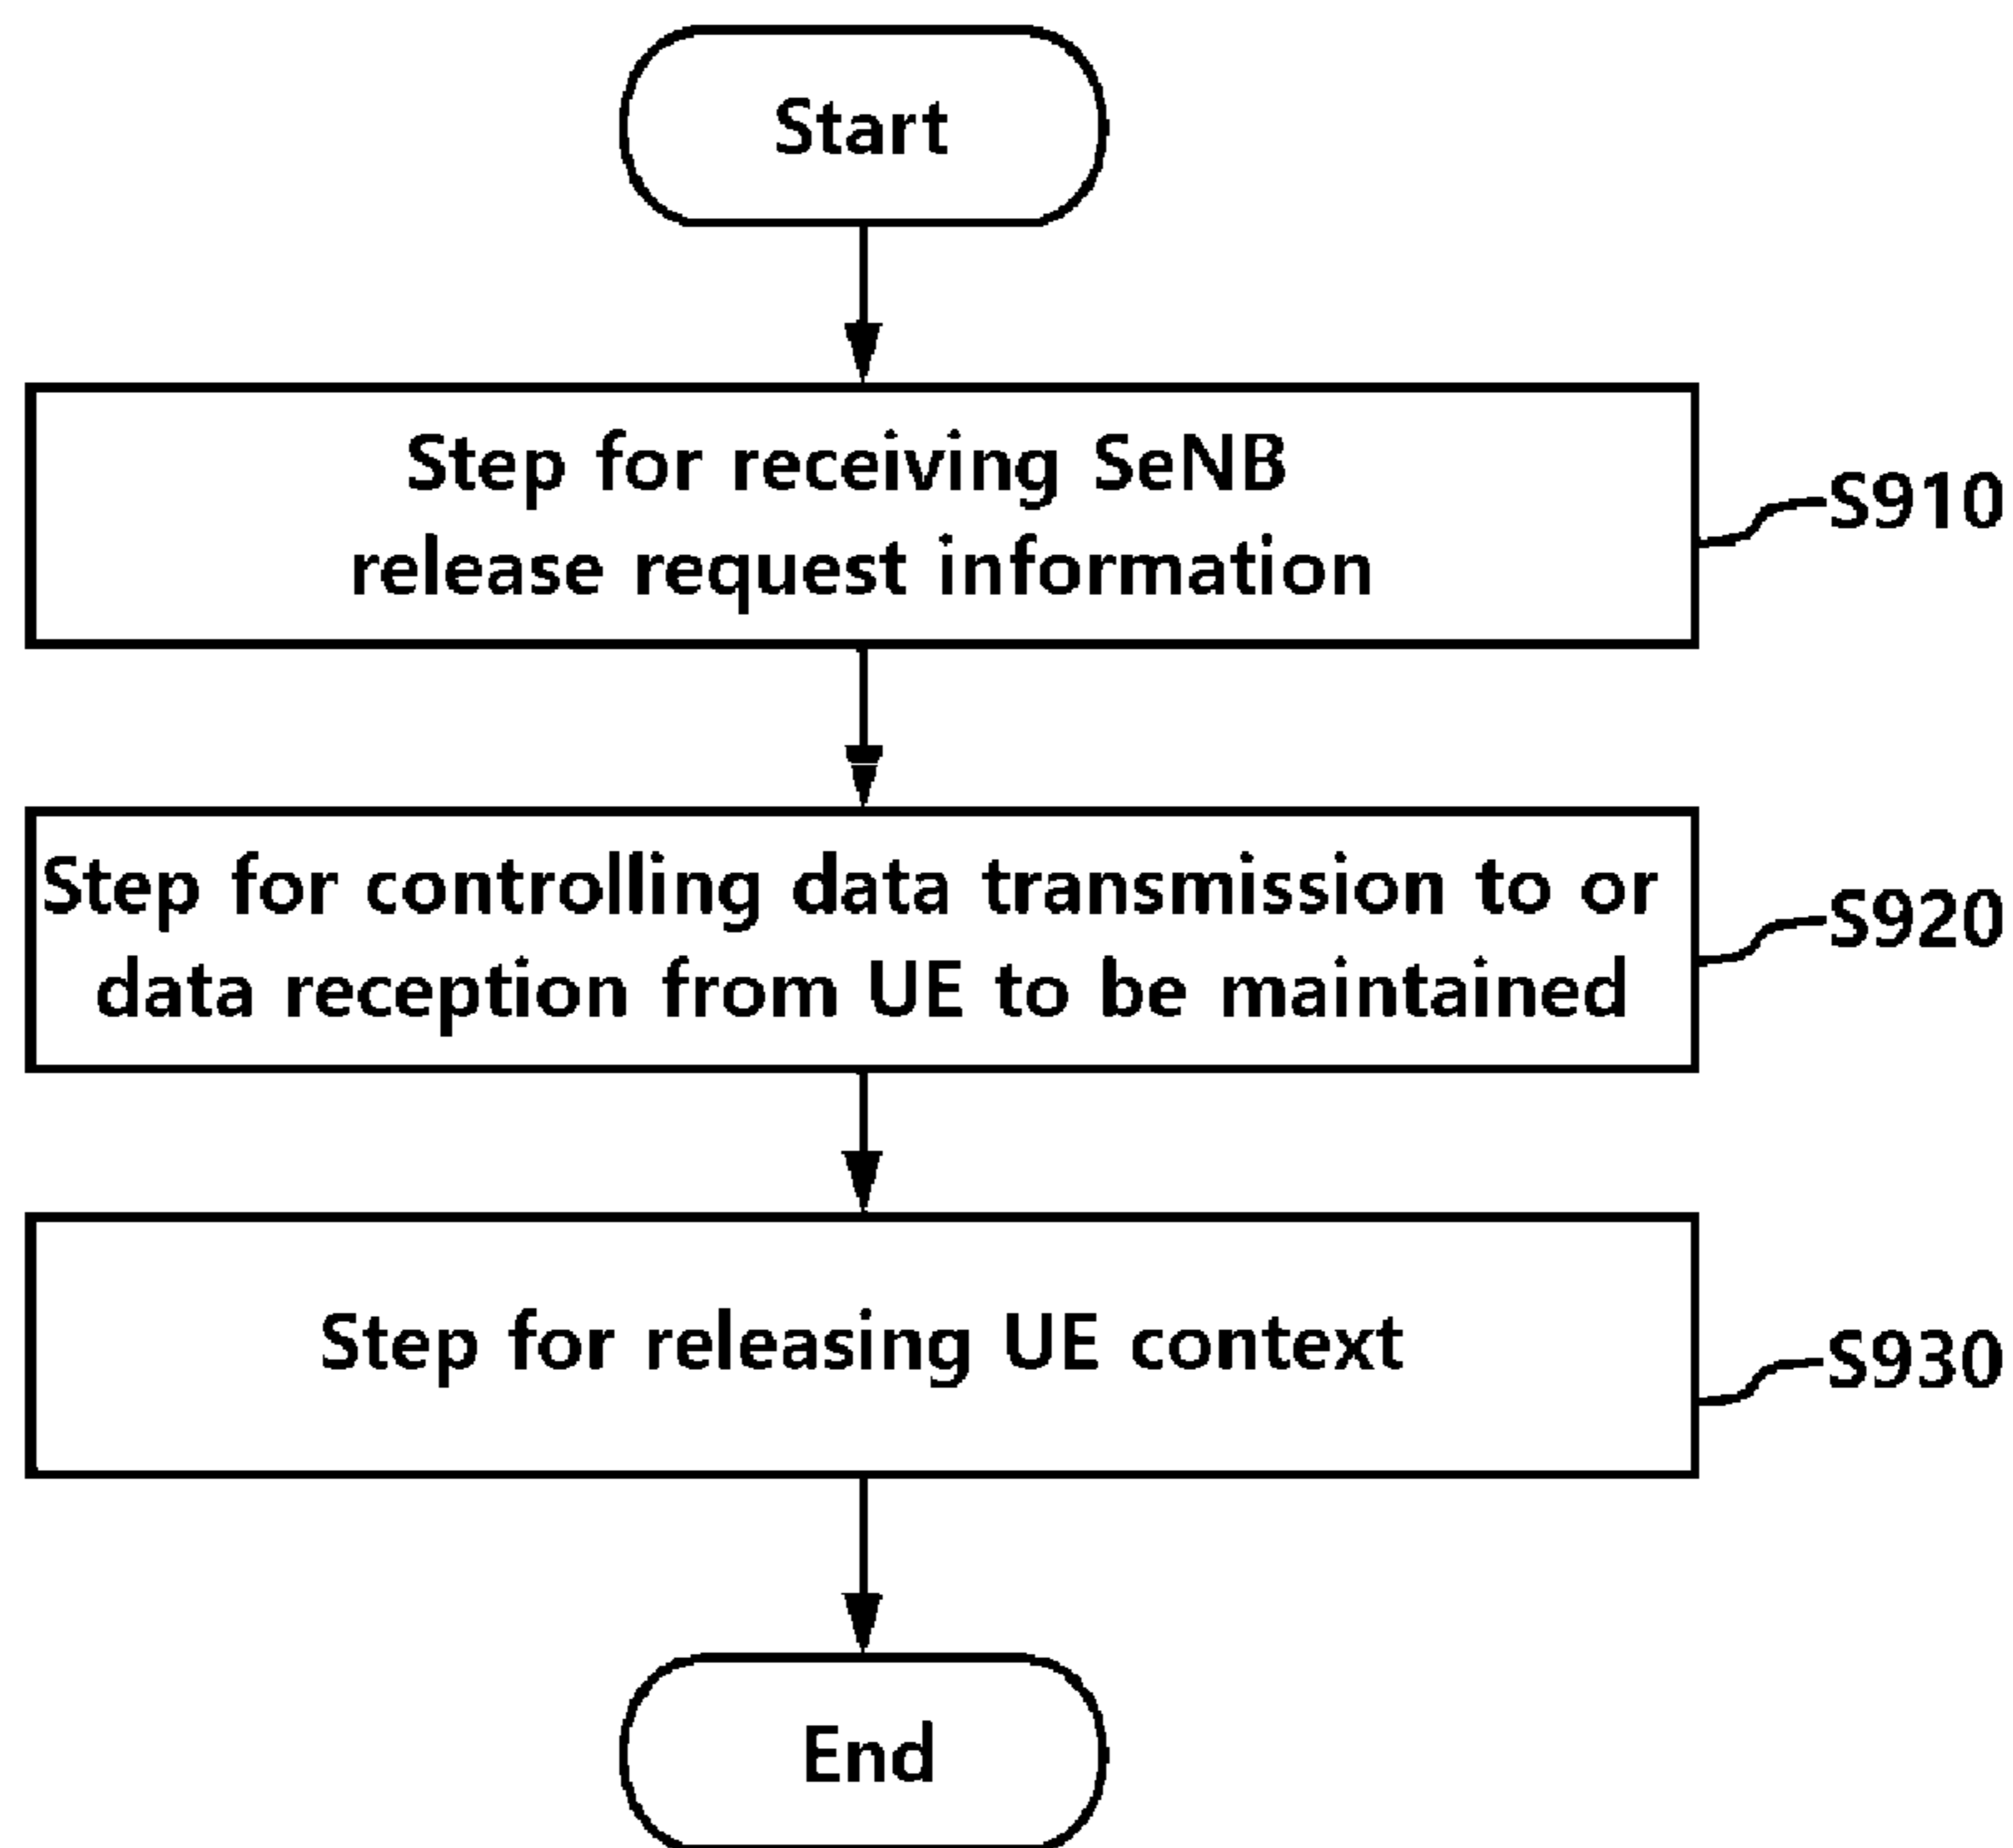 Start
Step for receiving SeNB
release request information
S910
Step for controlling data transmission to or
data reception from UE to be maintained
S920
Step for releasing UE context
S930
End